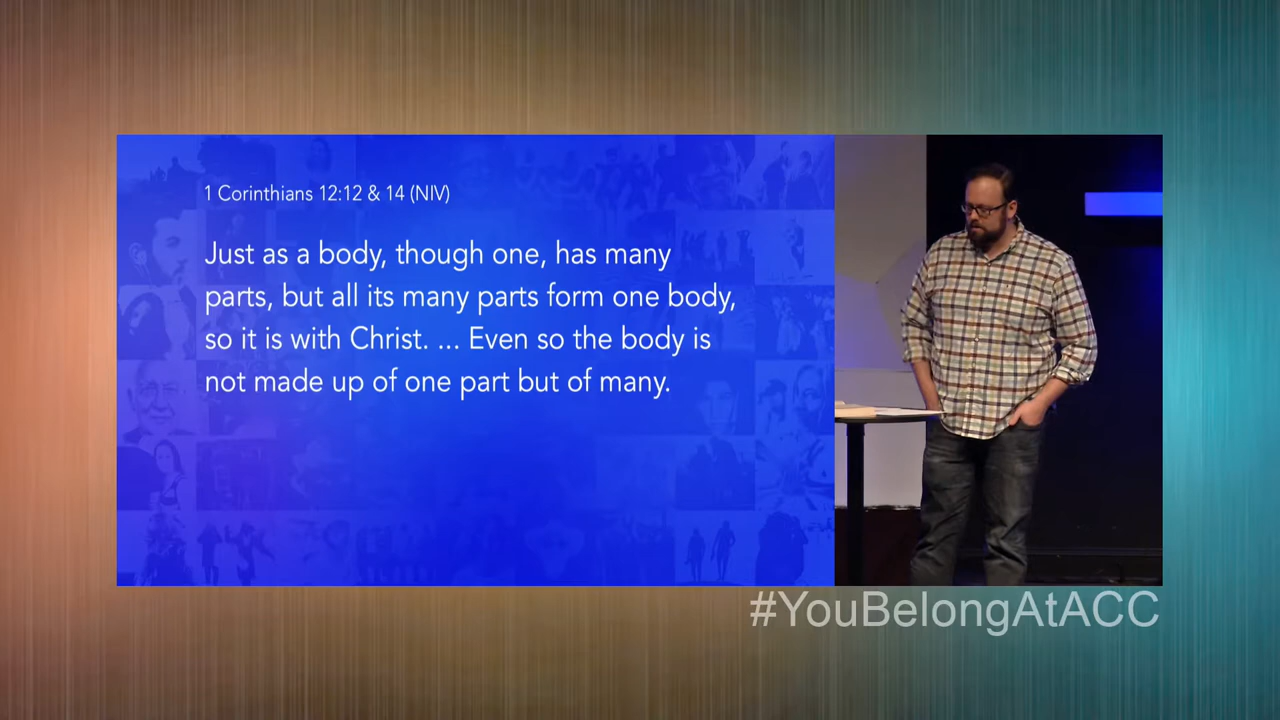 1 Corinthians 12:12 & 14 (NIV)
Just as a body, though one, has many
parts, but all its many parts form one body,
so it is with Christ. ... Even so the body is
not made up of one part but of many.
#YouBelongAtACC